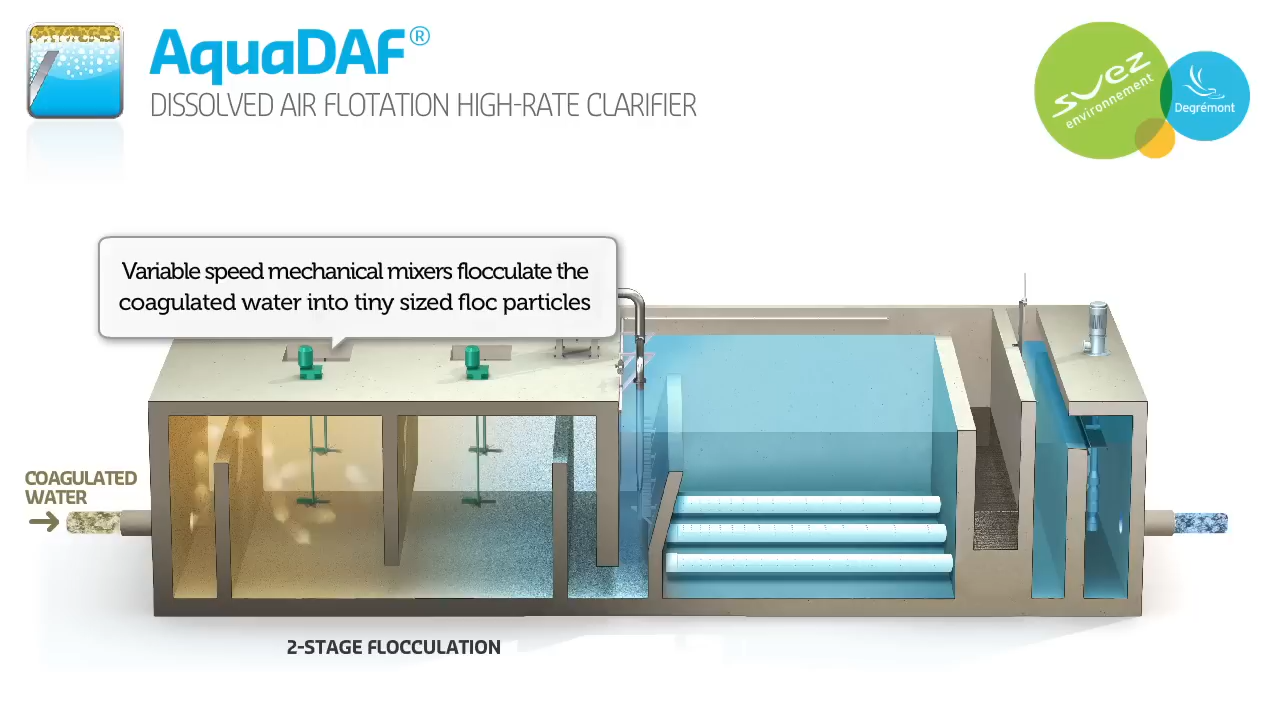 AquaDAF®
DISSOLVED AIR FLOTATION HIGH-RATE CLARIFIER
suez
environnement
Degrémont
Variable speed mechanical mixers flocculate the
coagulated water into tiny sized floc particles
COAGULATED
WATER
2-STAGE FLOCCULATION